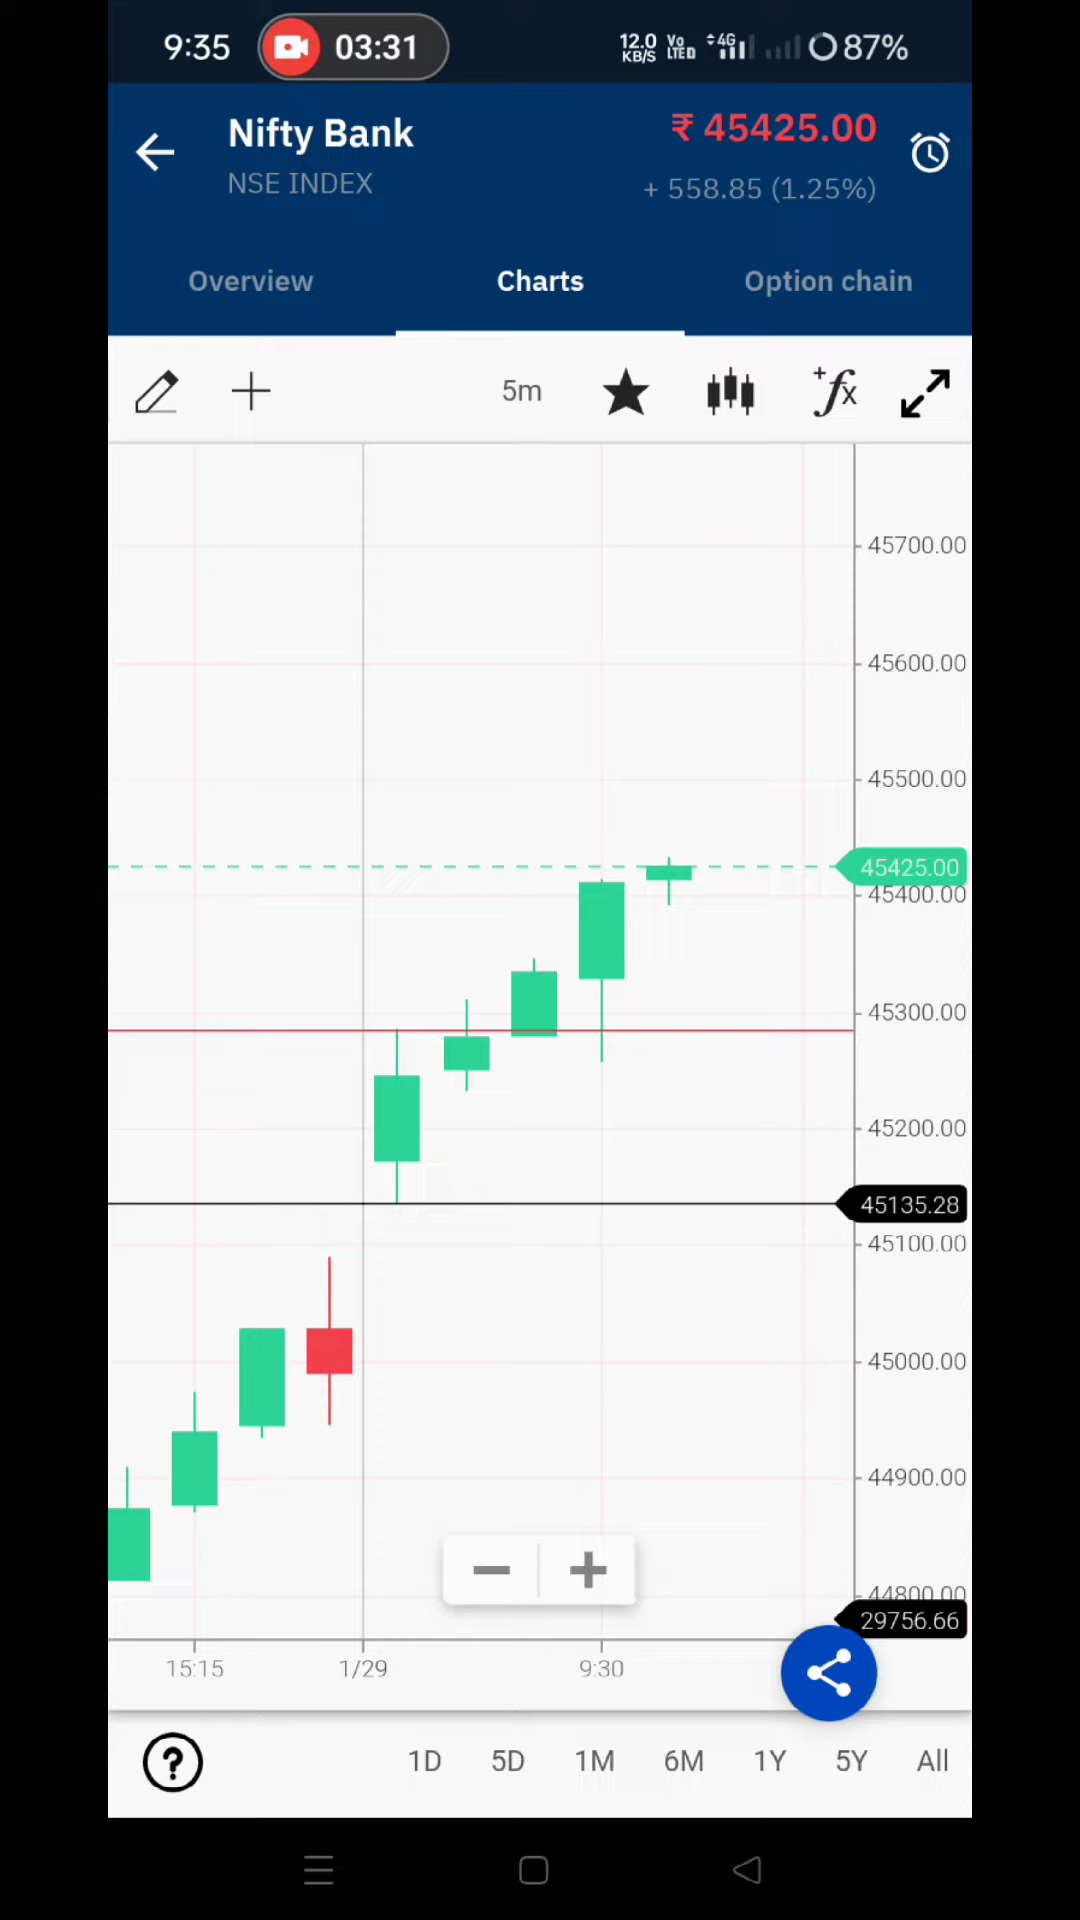 9:35 03:31 12.0 KB/S Vo LTED 4G 87%
Nifty Bank ₹ 45425.00
NSE INDEX + 558.85 (1.25%)
Overview Charts Option chain
5m +fx
45700.00
45600.00
45500.00
45425.00
45400.00
45300.00
45200.00
45135.28
45100.00
45000.00
44900.00
44800.00
29756.66
15:15 1/29 9:30
? 1D 5D 1M 6M 1Y 5Y All